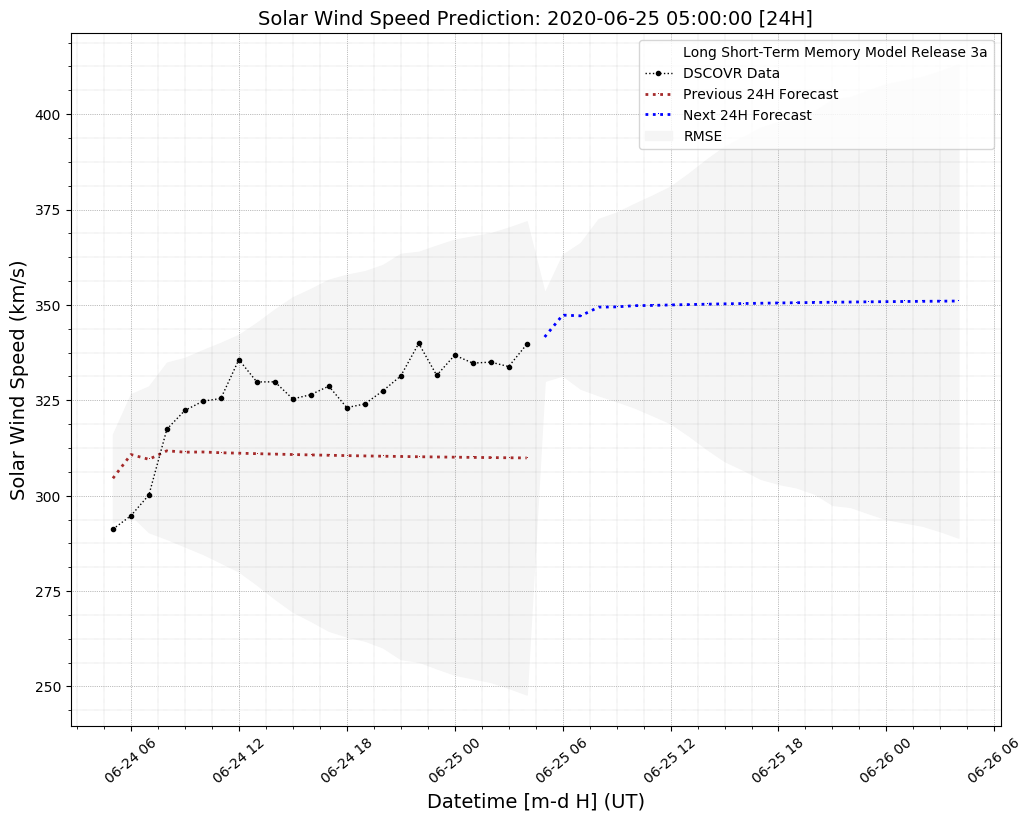 Solar Wind Speed Prediction: 2020-06-25 05:00:00 [24H]
Long Short-Term Memory Model Release 3a
DSCOVR Data
Previous 24H Forecast
Next 24H Forecast
RMSE
Solar Wind Speed (km/s)
400
375
350
325
300
275
250
06-24 06
06-24 12
06-24 18
06-25 00
06-25 06
06-25 12
06-25 18
06-26 00
06-26 06
Datetime [m-d H] (UT)